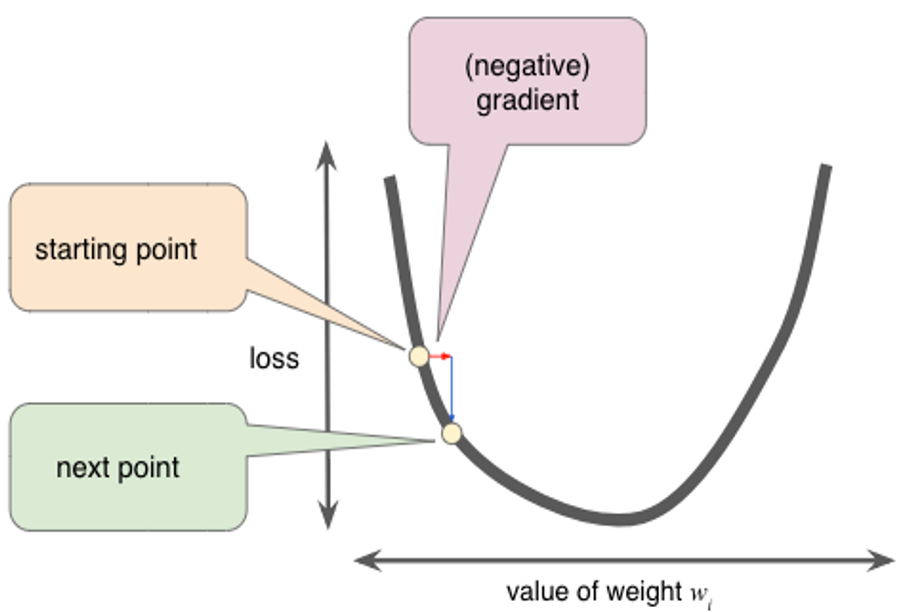 (negative)
gradient
starting point
loss
next point
value of weight wᵢ